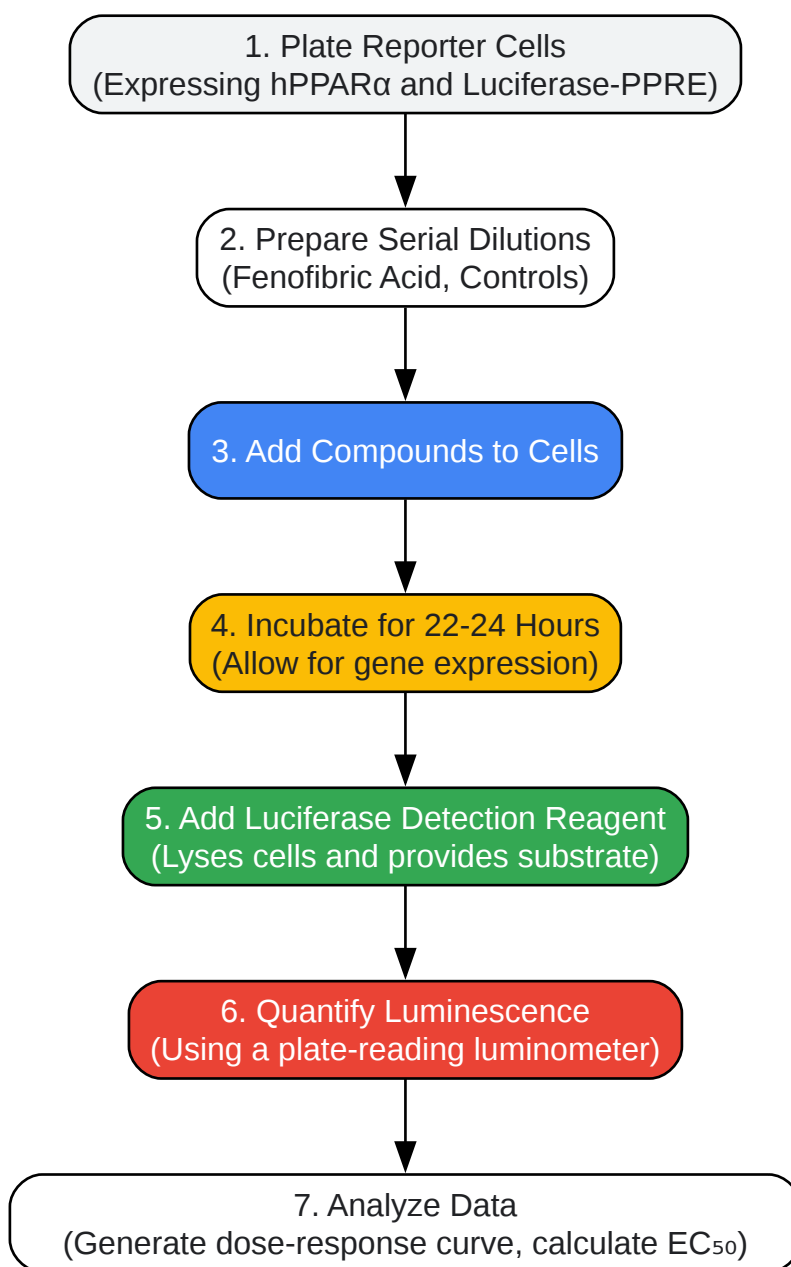 1. Plate Reporter Cells
(Expressing hPPARα and Luciferase-PPRE)
2. Prepare Serial Dilutions
(Fenofibric Acid, Controls)
3. Add Compounds to Cells
4. Incubate for 22-24 Hours
(Allow for gene expression)
5. Add Luciferase Detection Reagent
(Lyses cells and provides substrate)
6. Quantify Luminescence
(Using a plate-reading luminometer)
7. Analyze Data
(Generate dose-response curve, calculate EC₅₀)